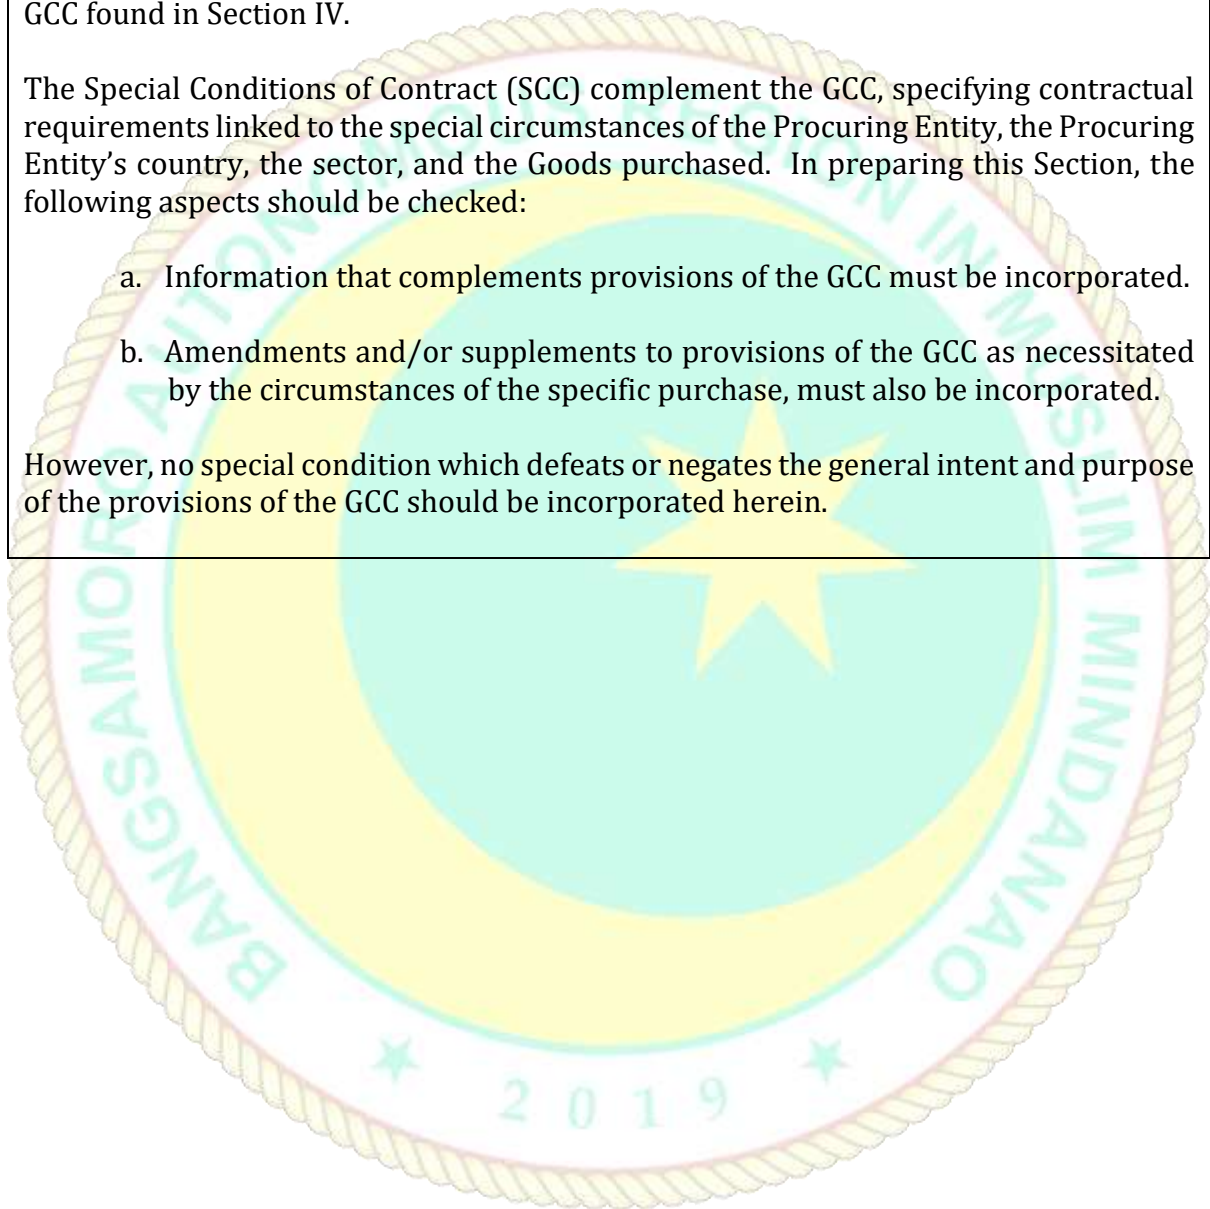 GCC found in Section IV.
The Special Conditions of Contract (SCC) complement the GCC, specifying contractual
requirements linked to the special circumstances of the Procuring Entity, the Procuring
Entity’s country, the sector, and the Goods purchased. In preparing this Section, the
following aspects should be checked:
a. Information that complements provisions of the GCC must be incorporated.
b. Amendments and/or supplements to provisions of the GCC as necessitated
by the circumstances of the specific purchase, must also be incorporated.
However, no special condition which defeats or negates the general intent and purpose
of the provisions of the GCC should be incorporated herein.
BANGSAMORO AUTONOMOUS REGION IN MUSLIM MINDANAO
2019